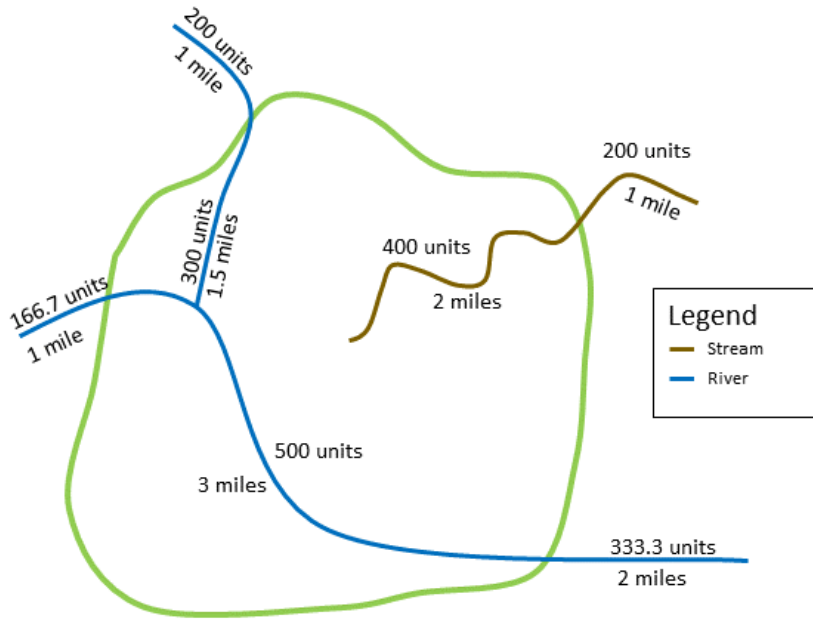 200 units
1 mile
200 units
1 mile
300 units
1.5 miles
400 units
2 miles
166.7 units
1 mile
Legend
Stream
River
500 units
3 miles
333.3 units
2 miles